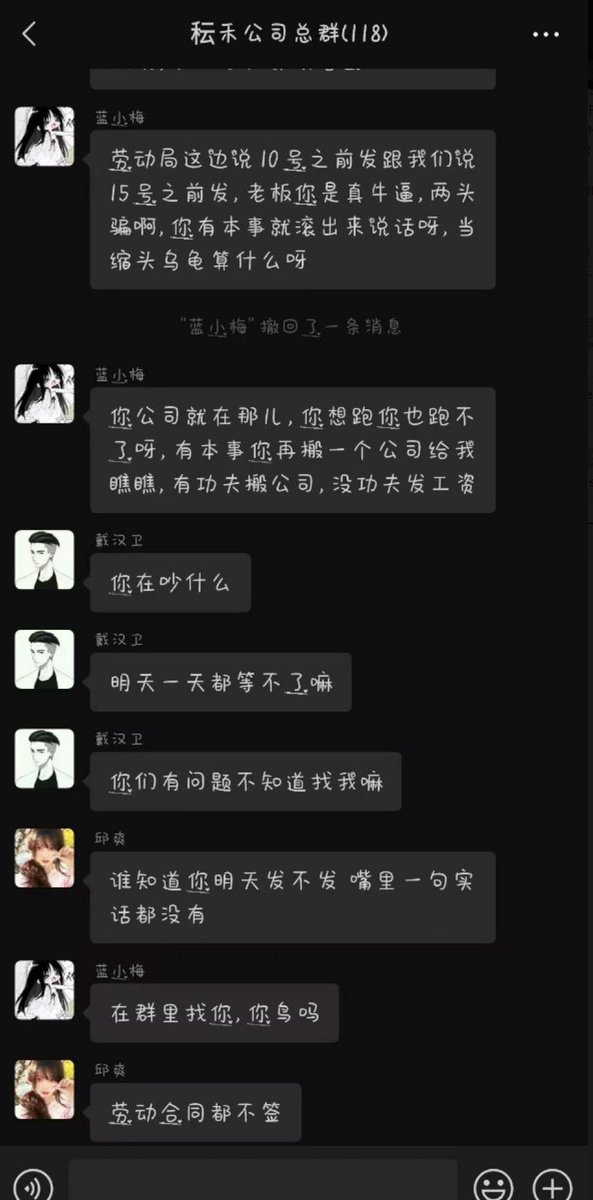 耘禾公司总群(118)
蓝小梅
劳动局这边说10号之前发跟我们说
15号之前发,老板你是真牛逼,两头
骗啊,你有本事就滚出来说话呀,当
缩头乌龟算什么呀
"蓝小梅"撤回了一条消息
蓝小梅
你公司就在那儿,你想跑你也跑不
了呀,有本事你再搬一个公司给我
瞧瞧,有功夫搬公司,没功夫发工资
戴汉卫
你在吵什么
戴汉卫
明天一天都等不了嘛
戴汉卫
你们有问题不知道找我嘛
邱爽
谁知道你明天发不发 嘴里一句实
话都没有
蓝小梅
在群里找你,你鸟吗
邱爽
劳动合同都不签